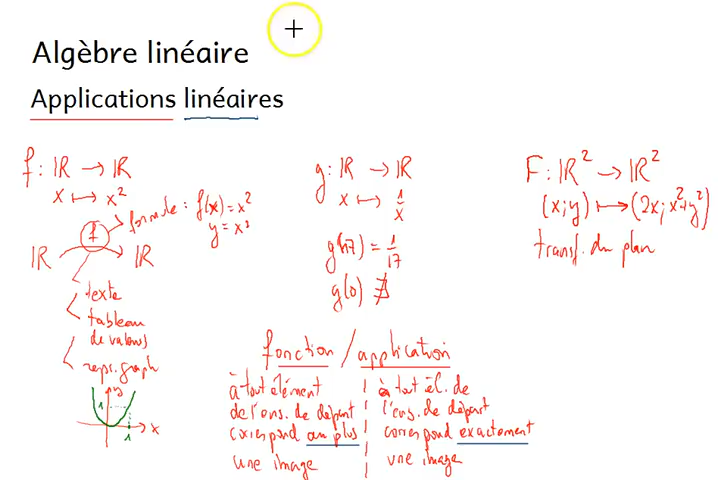 Algèbre linéaire
Applications linéaires
f : ℝ → ℝ
x ↦ x²
formule : f(x) = x²
y = x²
f
ℝ → ℝ
texte
tableau
de valeurs
repr. graph
y
1
x
1
g : ℝ → ℝ
x ↦ 1/x
g(17) = 1/17
g(0) ∄
F : ℝ² → ℝ²
(x;y) ↦ (2x; x²+y²)
transf. du plan
fonction / application
à tout élément
de l'ens. de départ
correspond au plus
une image
à tout él. de
l'ens. de départ
correspond exactement
une image